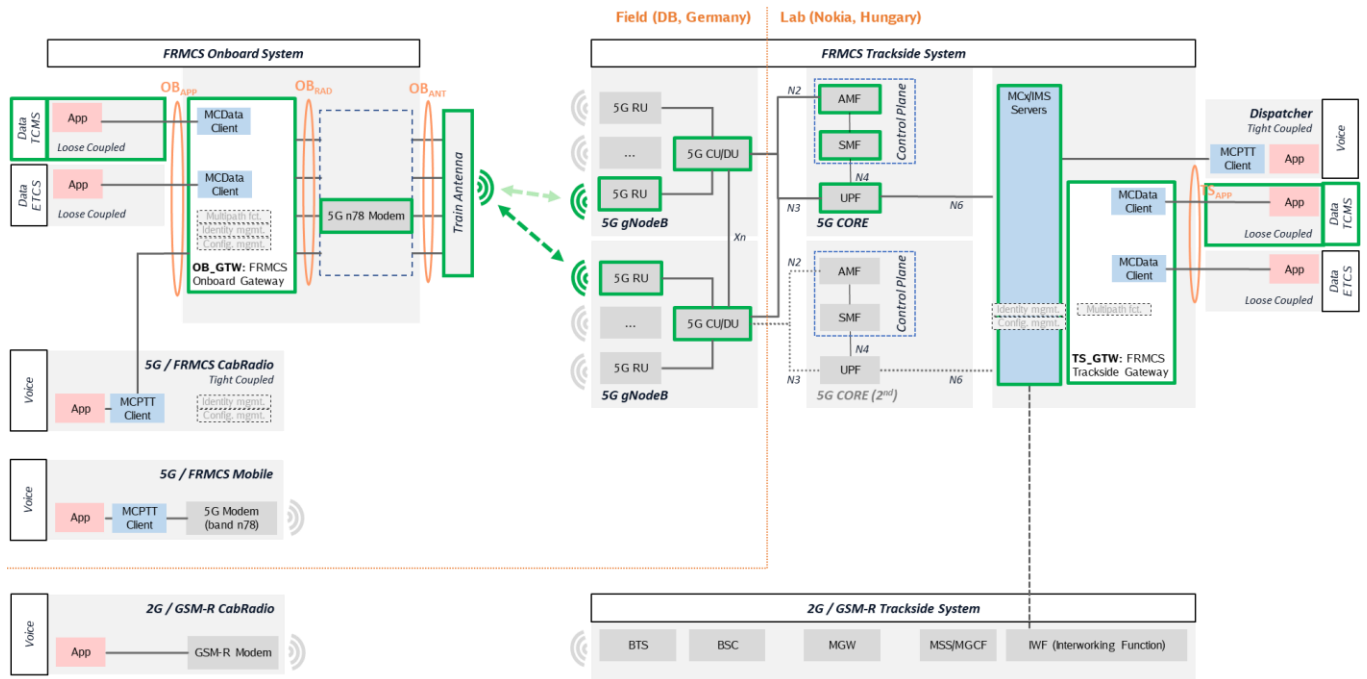 Field (DB, Germany)
Lab (Nokia, Hungary)
FRMCS Onboard System
FRMCS Trackside System
OB_APP
OB_RAD
OB_ANT
Data
TCMS
App
Loose Coupled
MCData
Client
Data
ETCS
App
Loose Coupled
MCData
Client
Multipath fct.
Identity mgmt.
Config. mgmt.
OB_GTW: FRMCS
Onboard Gateway
5G n78 Modem
Train Antenna
5G RU
...
5G RU
5G CU/DU
5G gNodeB
Xn
5G RU
...
5G RU
5G CU/DU
5G gNodeB
N2
AMF
SMF
Control Plane
N4
N3
UPF
N6
5G CORE
N2
AMF
SMF
Control Plane
N4
N3
UPF
N6
5G CORE (2nd)
MCx/IMS
Servers
Identity mgmt.
Config. mgmt.
Multipath fct.
MCData
Client
MCData
Client
TS_GTW: FRMCS
Trackside Gateway
TS_APP
Dispatcher
Tight Coupled
MCPTT
Client
App
Voice
App
Loose Coupled
Data
TCMS
App
Loose Coupled
Data
ETCS
Voice
5G / FRMCS CabRadio
Tight Coupled
App
MCPTT
Client
Identity mgmt.
Config. mgmt.
Voice
5G / FRMCS Mobile
App
MCPTT
Client
5G Modem
(band n78)
Voice
2G / GSM-R CabRadio
App
GSM-R Modem
2G / GSM-R Trackside System
BTS
BSC
MGW
MSS/MGCF
IWF (Interworking Function)